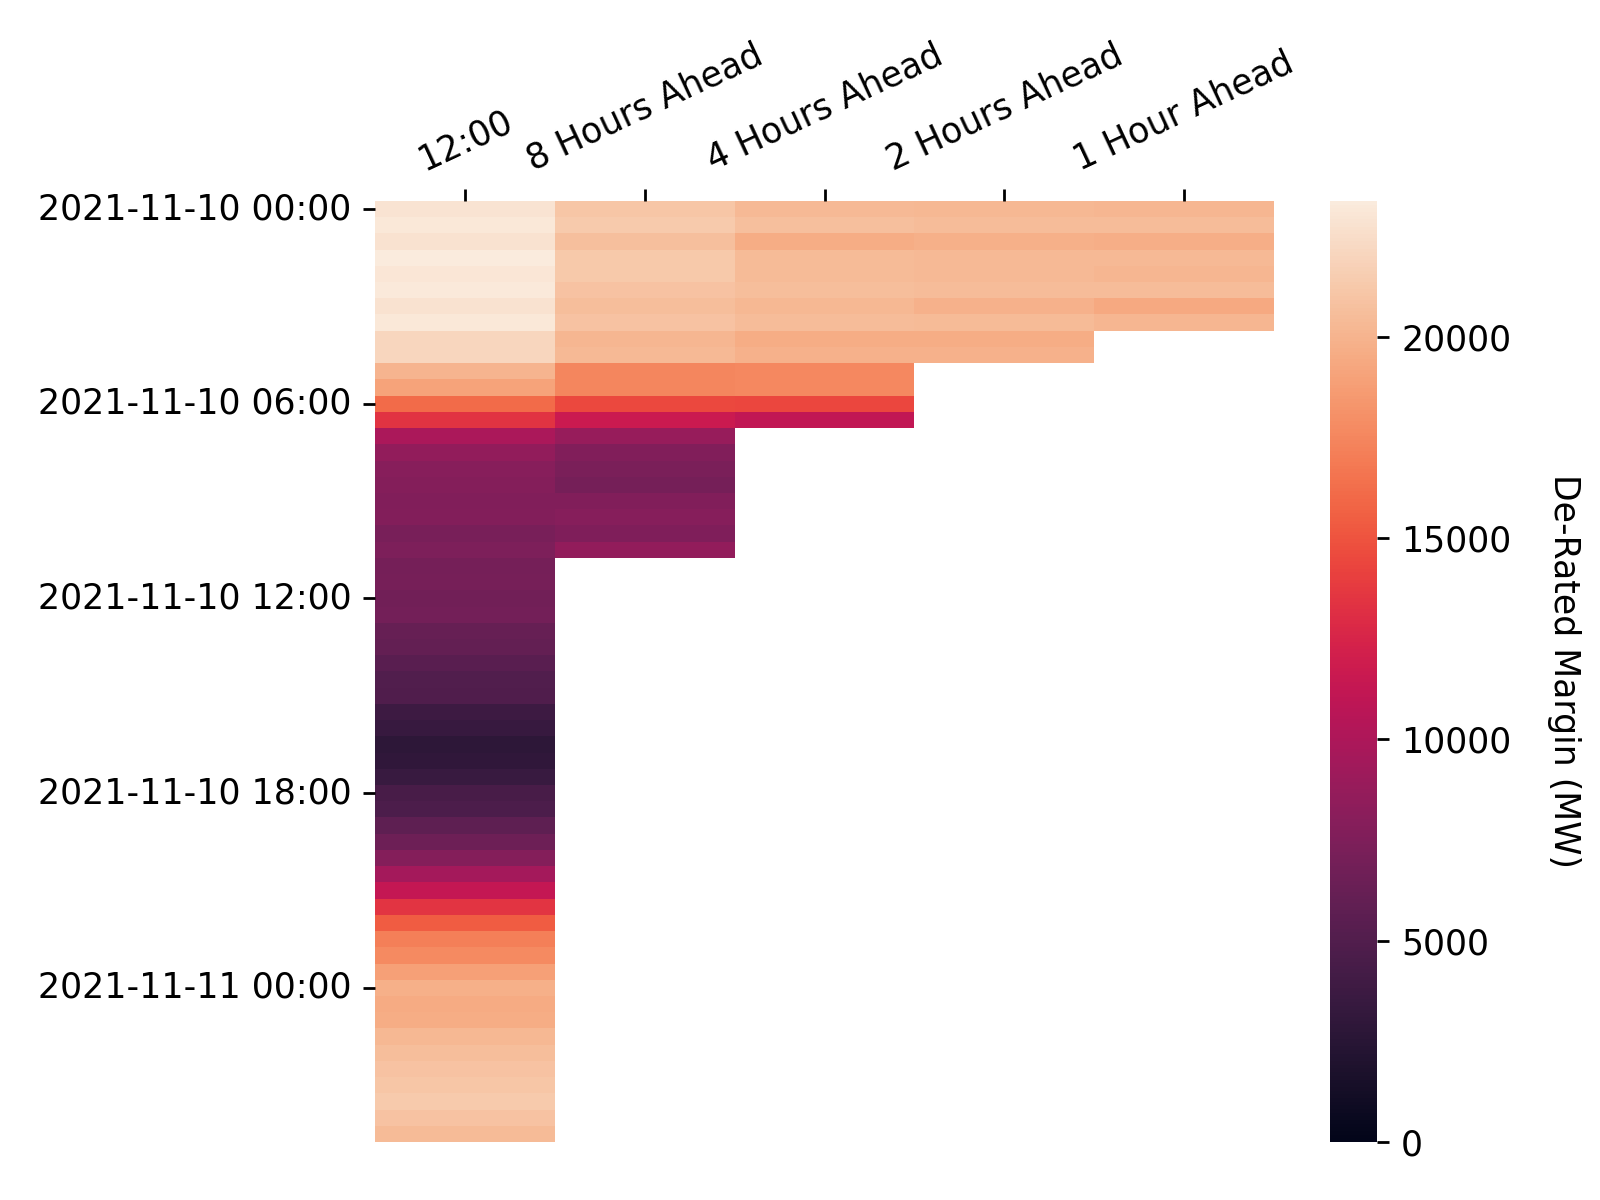 12:00
8 Hours Ahead
4 Hours Ahead
2 Hours Ahead
1 Hour Ahead
2021-11-10 00:00
2021-11-10 06:00
2021-11-10 12:00
2021-11-10 18:00
2021-11-11 00:00
20000
15000
10000
5000
0
De-Rated Margin (MW)